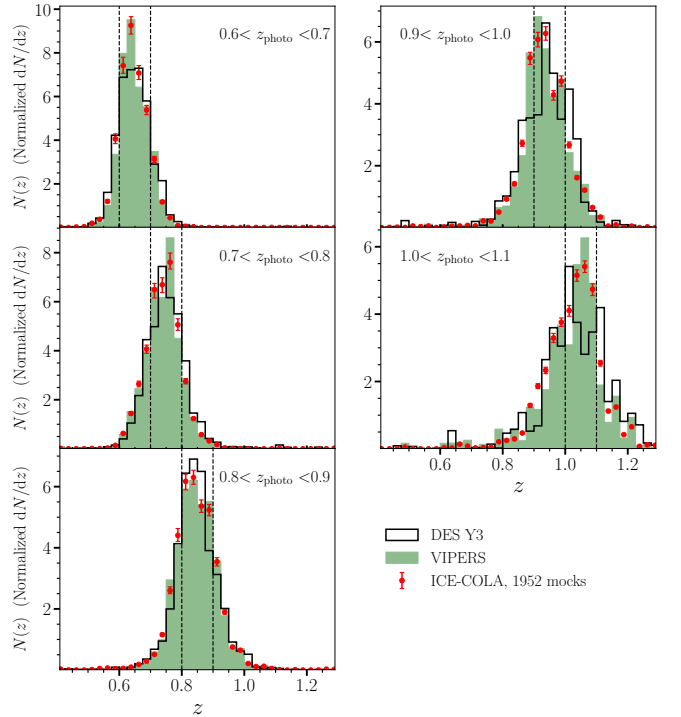 0.6< z_photo <0.7
N(z) (Normalized dN/dz)
10
8
6
4
2
0.9< z_photo <1.0
6
4
2
0.7< z_photo <0.8
N(z) (Normalized dN/dz)
8
6
4
2
1.0< z_photo <1.1
6
4
2
0.6 0.8 1.0 1.2
z
0.8< z_photo <0.9
N(z) (Normalized dN/dz)
6
4
2
0
0.6 0.8 1.0 1.2
z
DES Y3
VIPERS
ICE-COLA, 1952 mocks